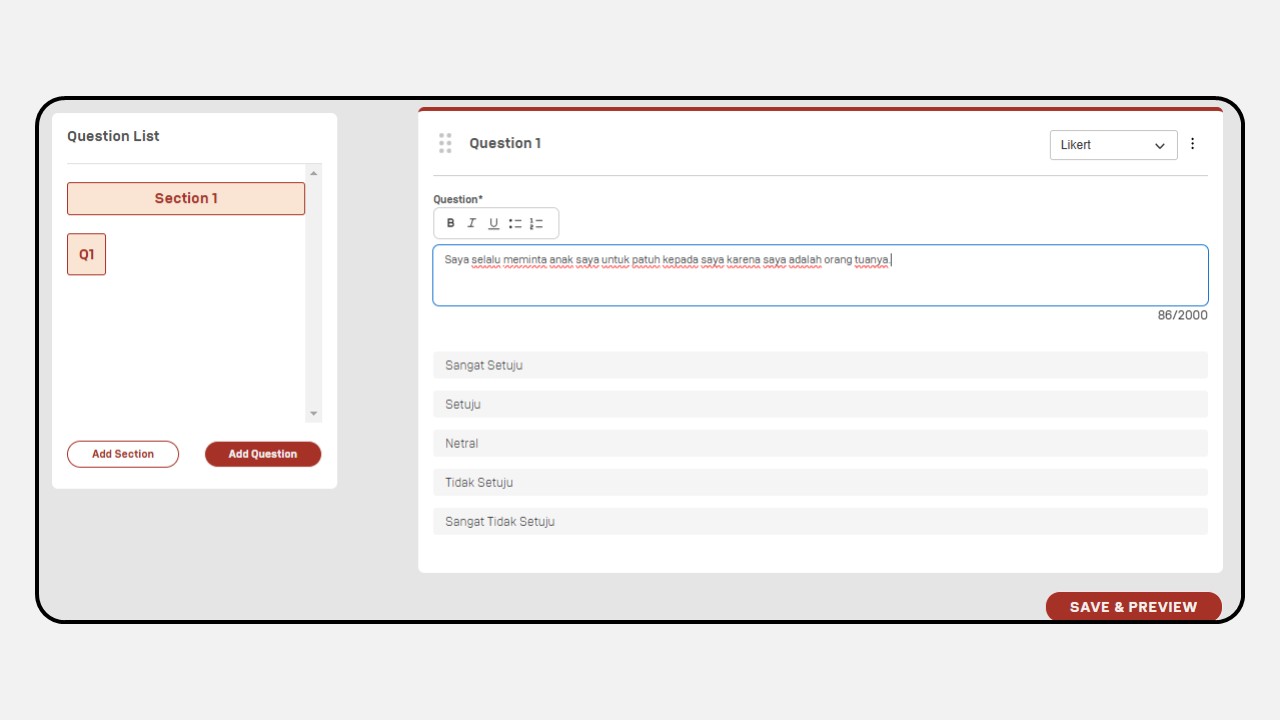 Question List
Section 1
Q1
Add Section
Add Question
Question 1
Likert
Question*
B I U
Saya selalu meminta anak saya untuk patuh kepada saya karena saya adalah orang tuanya
86/2000
Sangat Setuju
Setuju
Netral
Tidak Setuju
Sangat Tidak Setuju
SAVE & PREVIEW